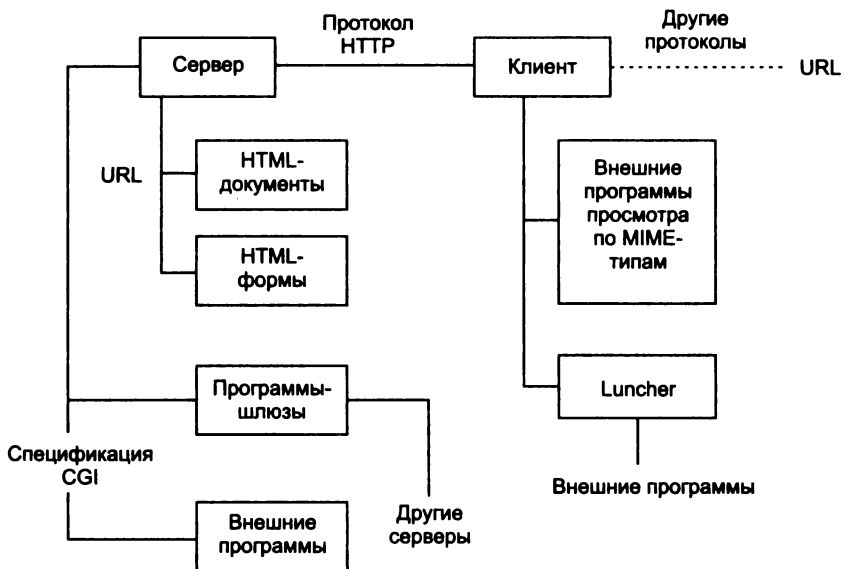 Протокол
HTTP
Другие
протоколы
Сервер
Клиент
URL
URL
HTML-
документы
HTML-
формы
Внешние
программы
просмотра
по MIME-
типам
Программы-
шлюзы
Luncher
Спецификация
CGI
Внешние
программы
Другие
серверы
Внешние программы